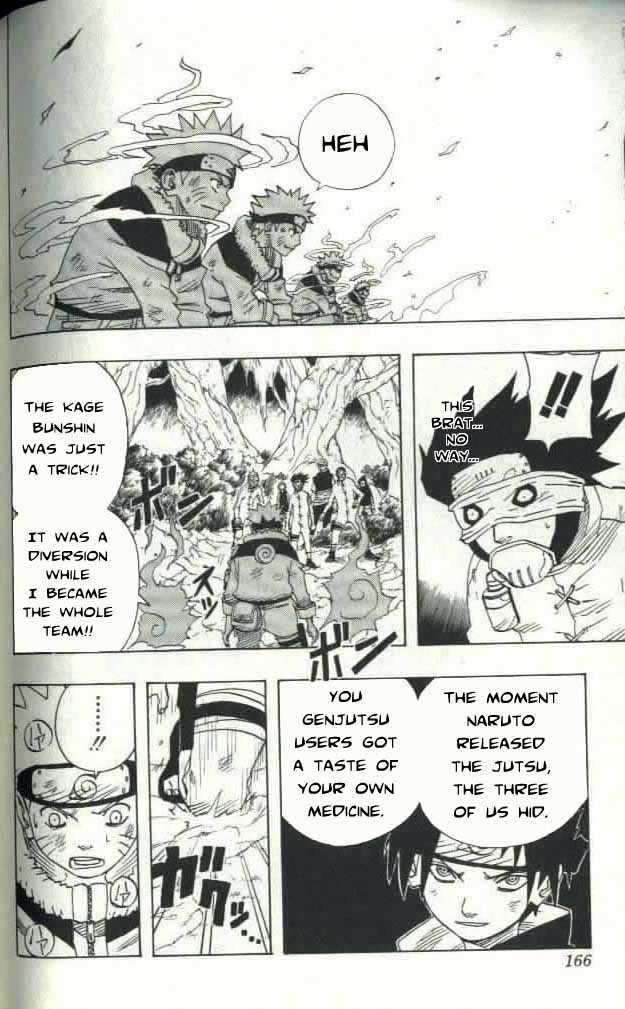 HEH
!!
THIS
BRAT...
NO
WAY...
THE KAGE
BUNSHIN
WAS JUST
A TRICK!!
IT WAS A
DIVERSION
WHILE
I BECAME
THE WHOLE
TEAM!!
ボン
スッ
ボン
THE MOMENT
NARUTO
RELEASED
THE JUTSU,
THE THREE
OF US HID.
YOU
GENJUTSU
USERS GOT
A TASTE OF
YOUR OWN
MEDICINE.
ガクッ...
......!!
166